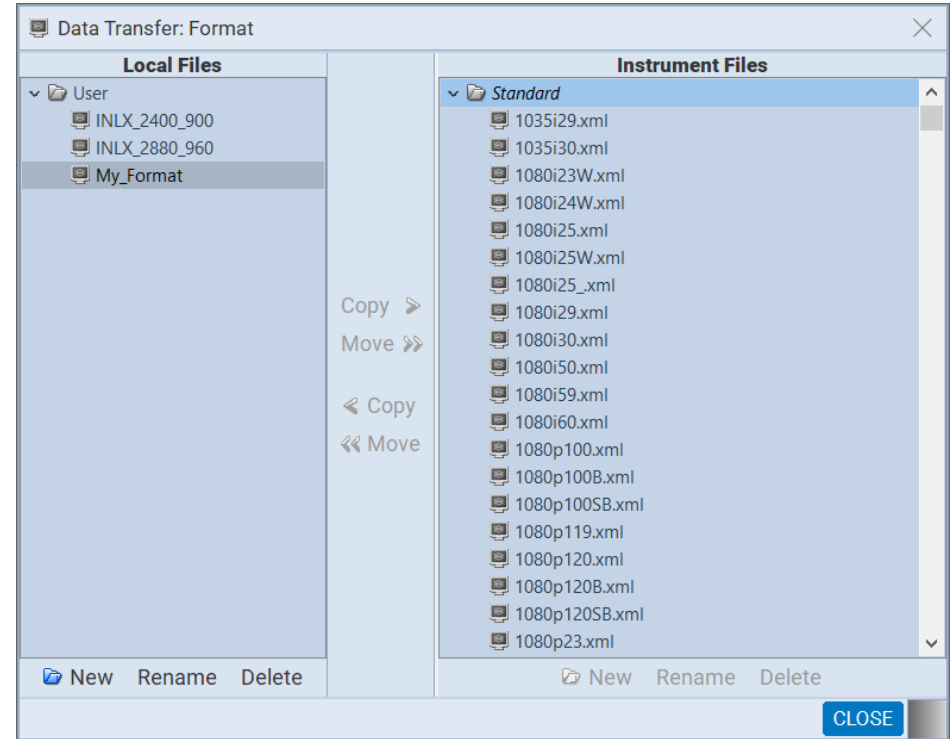 Data Transfer: Format
Local Files
User
INLX_2400_900
INLX_2880_960
My_Format
Copy
Move
Copy
Move
Instrument Files
Standard
1035i29.xml
1035i30.xml
1080i23W.xml
1080i24W.xml
1080i25.xml
1080i25W.xml
1080i25_.xml
1080i29.xml
1080i30.xml
1080i50.xml
1080i59.xml
1080i60.xml
1080p100.xml
1080p100B.xml
1080p100SB.xml
1080p119.xml
1080p120.xml
1080p120B.xml
1080p120SB.xml
1080p23.xml
New Rename Delete
New Rename Delete
CLOSE